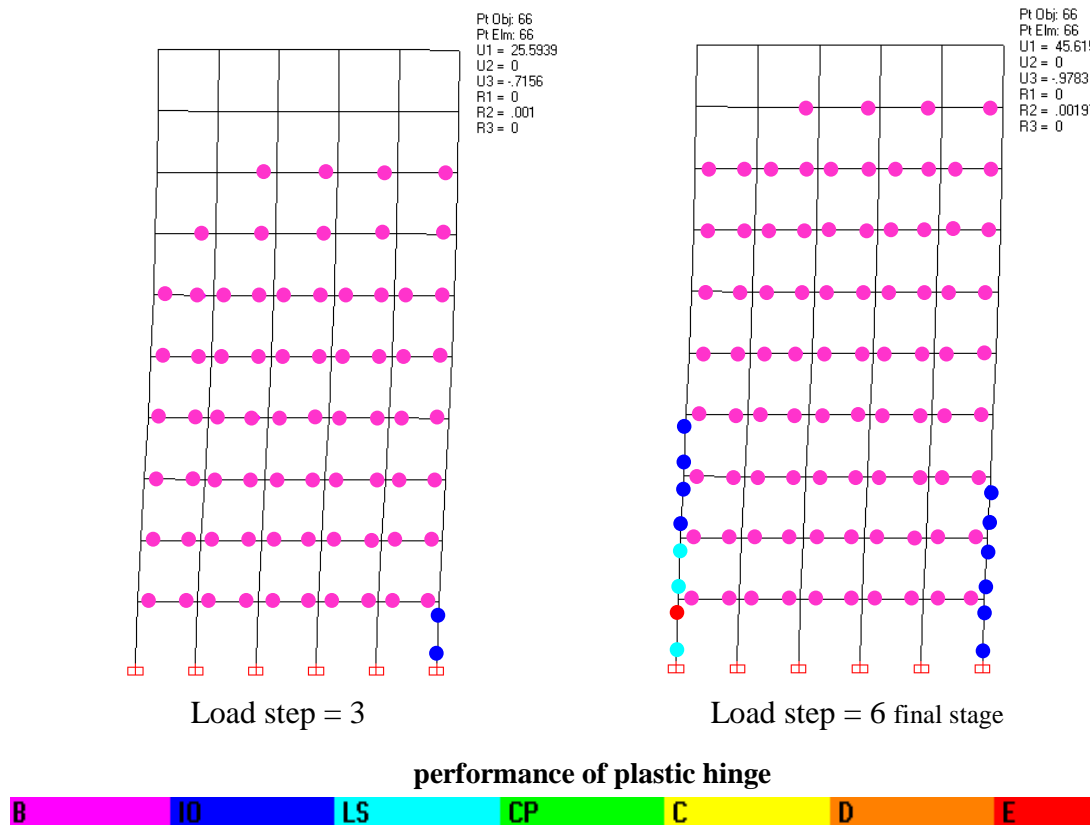 Pt Obj: 66
Pt Elm: 66
U1 = 25.5939
U2 = 0
U3 = -.7156
R1 = 0
R2 = .001
R3 = 0
Pt Obj: 66
Pt Elm: 66
U1 = 45.615
U2 = 0
U3 = -.9783
R1 = 0
R2 = .00197
R3 = 0
Load step = 3
Load step = 6 final stage
performance of plastic hinge
B IO LS CP C D E